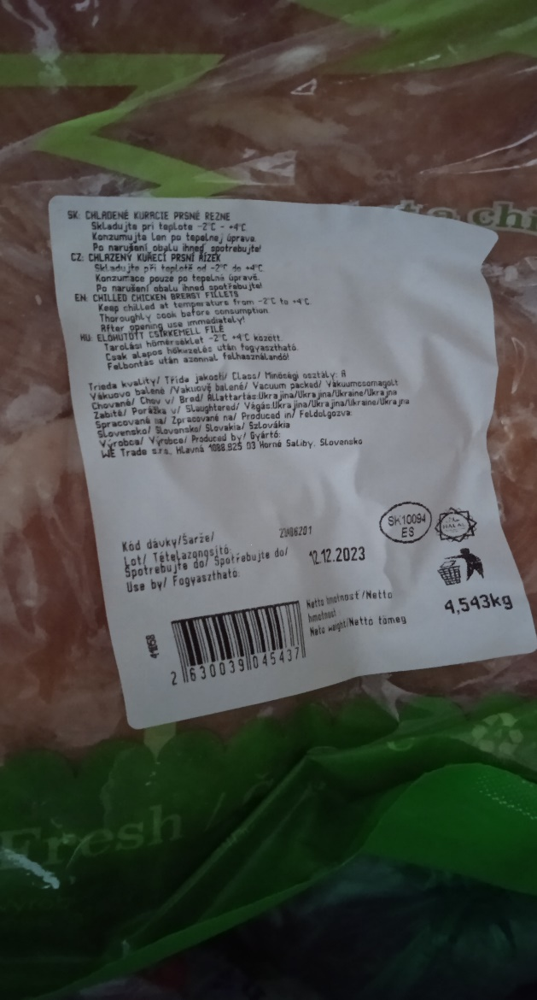 SK: CHLADENÉ KURACIE PRSNÉ REZNE
Skladujte pri teplote -2°C - +4°C
Konzumujte len po tepelnej úprave.
Po narušení obalu ihneď spotrebujte!
CZ: CHLAZENÝ KUŘECÍ PRSNÍ ŘÍZEK
Skladujte při teplotě od -2°C do +4°C
Konzumace pouze po tepelné úpravě.
Po narušení obalu ihned spotřebujte!
EN: CHILLED CHICKEN BREAST FILLETS
Keep chilled at temperature from -2°C to +4°C
Thoroughly cook before consumption.
After opening use immediately!
HU: ELŐHŰTÖTT CSIRKEMELL FILÉ
Tarolási hőmérséklet -2°C +4°C között.
Csak alapos hőkezelés után fogyasztható.
Felbontás után azonnal felhasználandó!
Trieda kvality/ Třída jakosti/ Class/ Minőségi osztály: A
Vákuovo balené /Vakuově balené/ Vacuum packed/ Vákuumcsomagolt
Chované/ Chov v/ Bred/ Állattartás:Ukrajina/Ukrajina/Ukraine/Ukrajna
Zabité/ Porážka v/ Slaughtered/ Vágás:Ukrajina/Ukrajina/Ukraine/Ukrajna
Spracované na/ Zpracované na/ Produced in/ Feldolgozva:
Slovensko/ Slovensko/ Slovakia/ Szlovákia
Výrobca/ Výrobce/ Produced by/ Gyártó:
WE Trade s.r.o. Hlavná 1088,925 03 Horné Saliby, Slovensko
SK10094
ES
HALAL
Kód dávky/Šarže/
Lot/ Tételazonosító:
Spotrebujte do/ Spotřebujte do/
Use by/ Fogyasztható:
12.12.2023
Netto hmotnosť/Netto
hmotnost
Neto weight/Netto tömeg
4,543kg
2 630039 045437
Fresh /